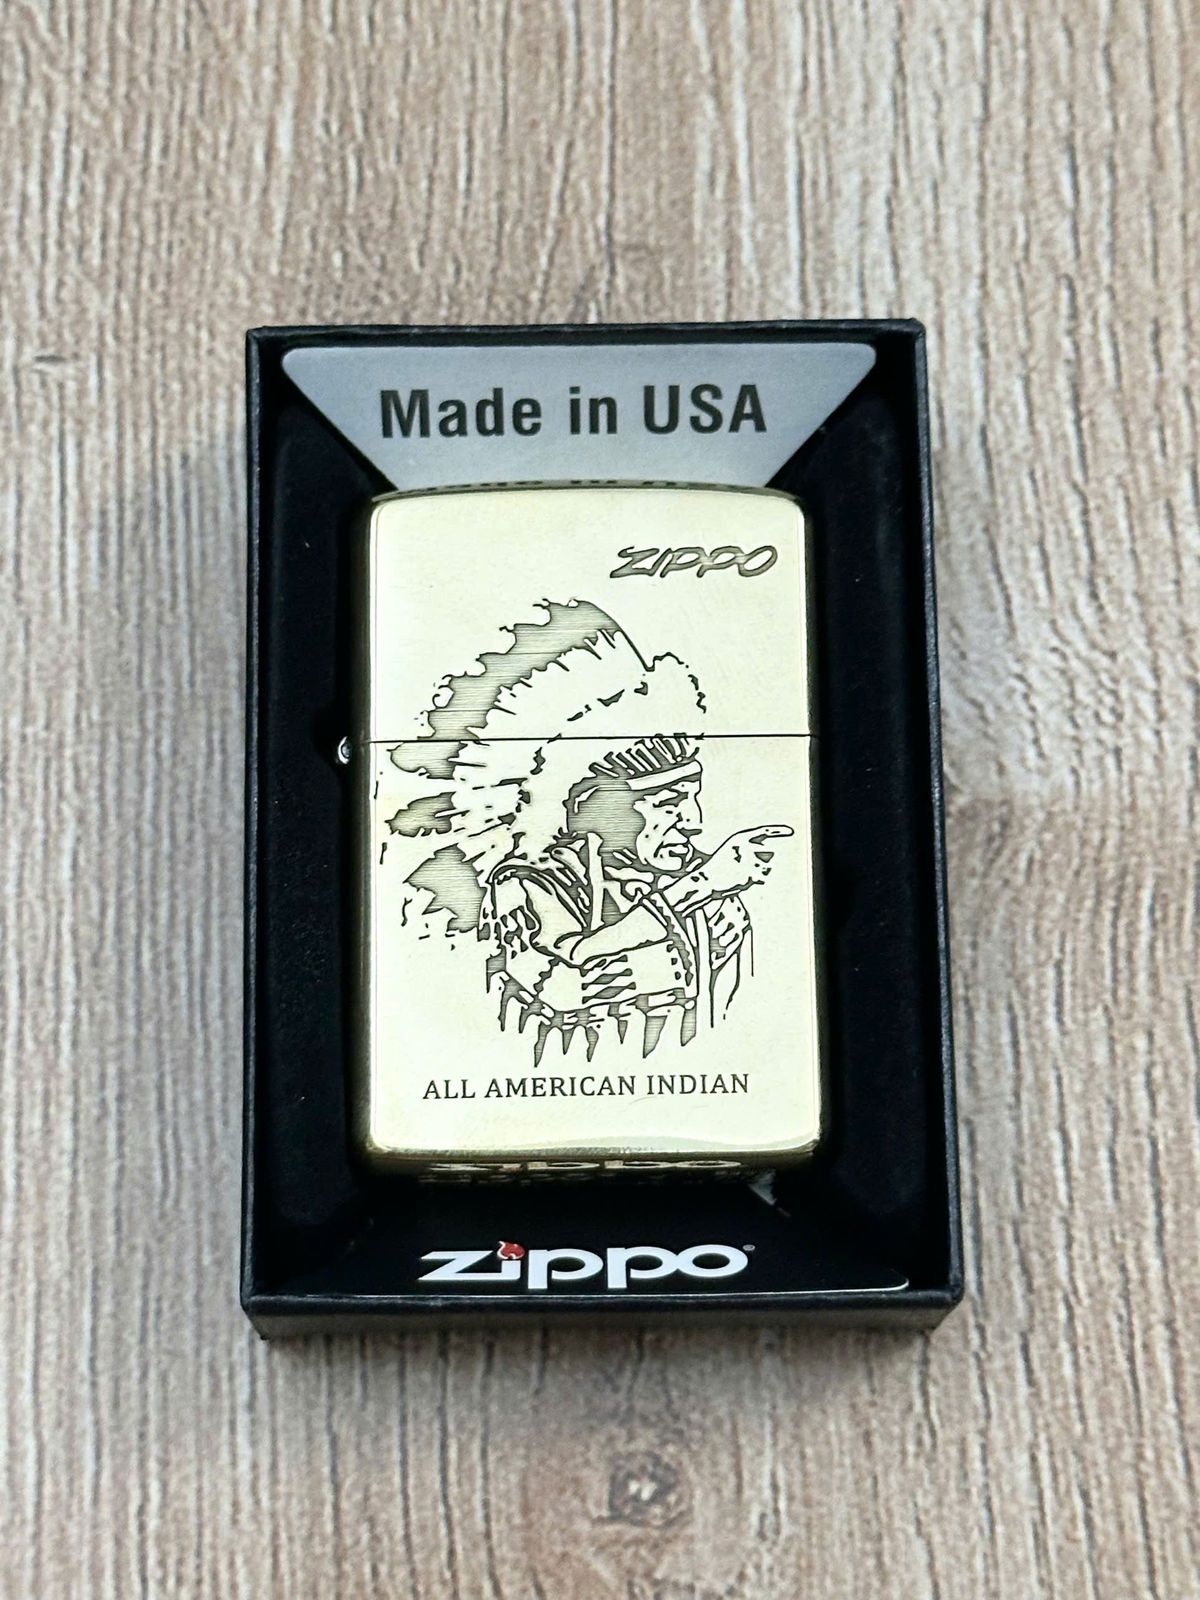 Made in USA
ZIPPO
ALL AMERICAN INDIAN
zippo